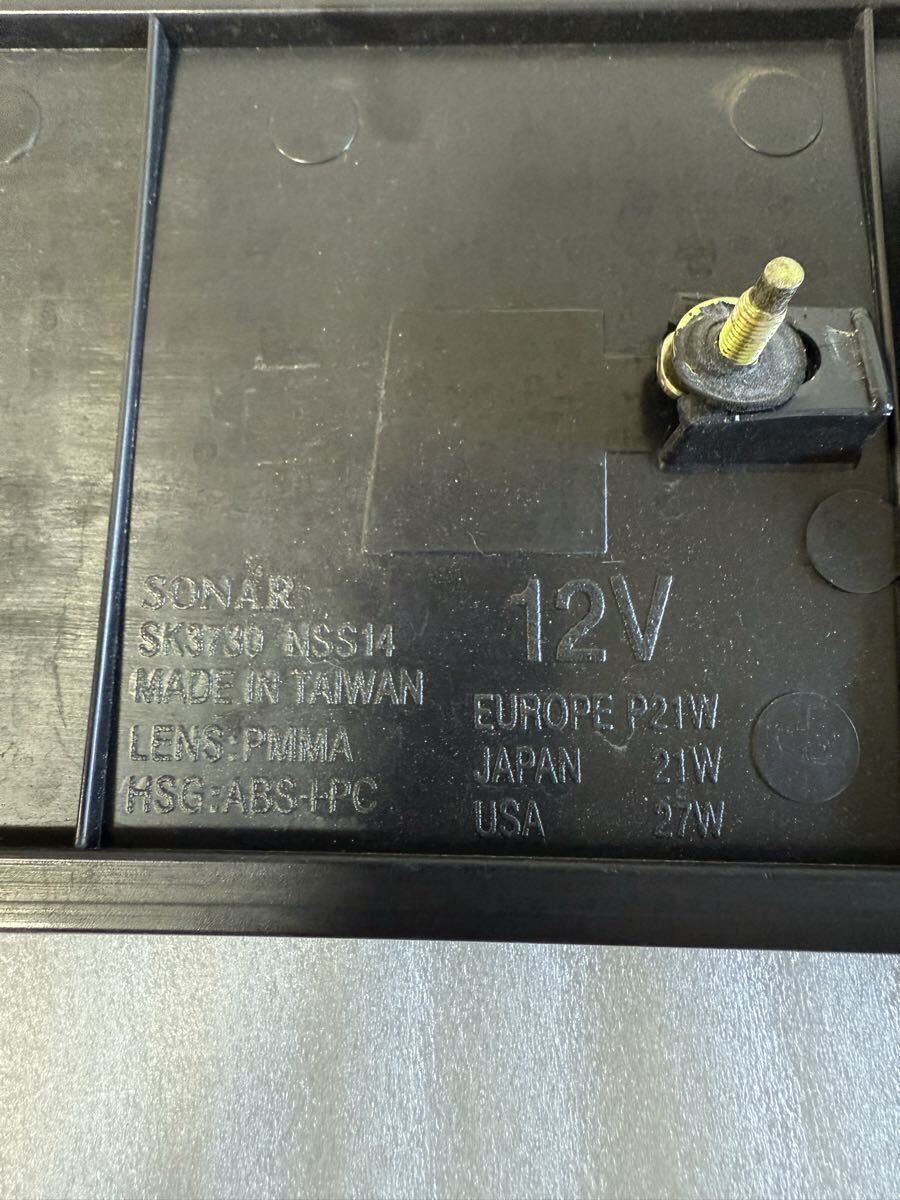 SONAR
SK3730 NSS14
MADE IN TAIWAN
LENS:PMMA
HSG:ABS+PC
12V
EUROPE P21W
JAPAN 21W
USA 27W